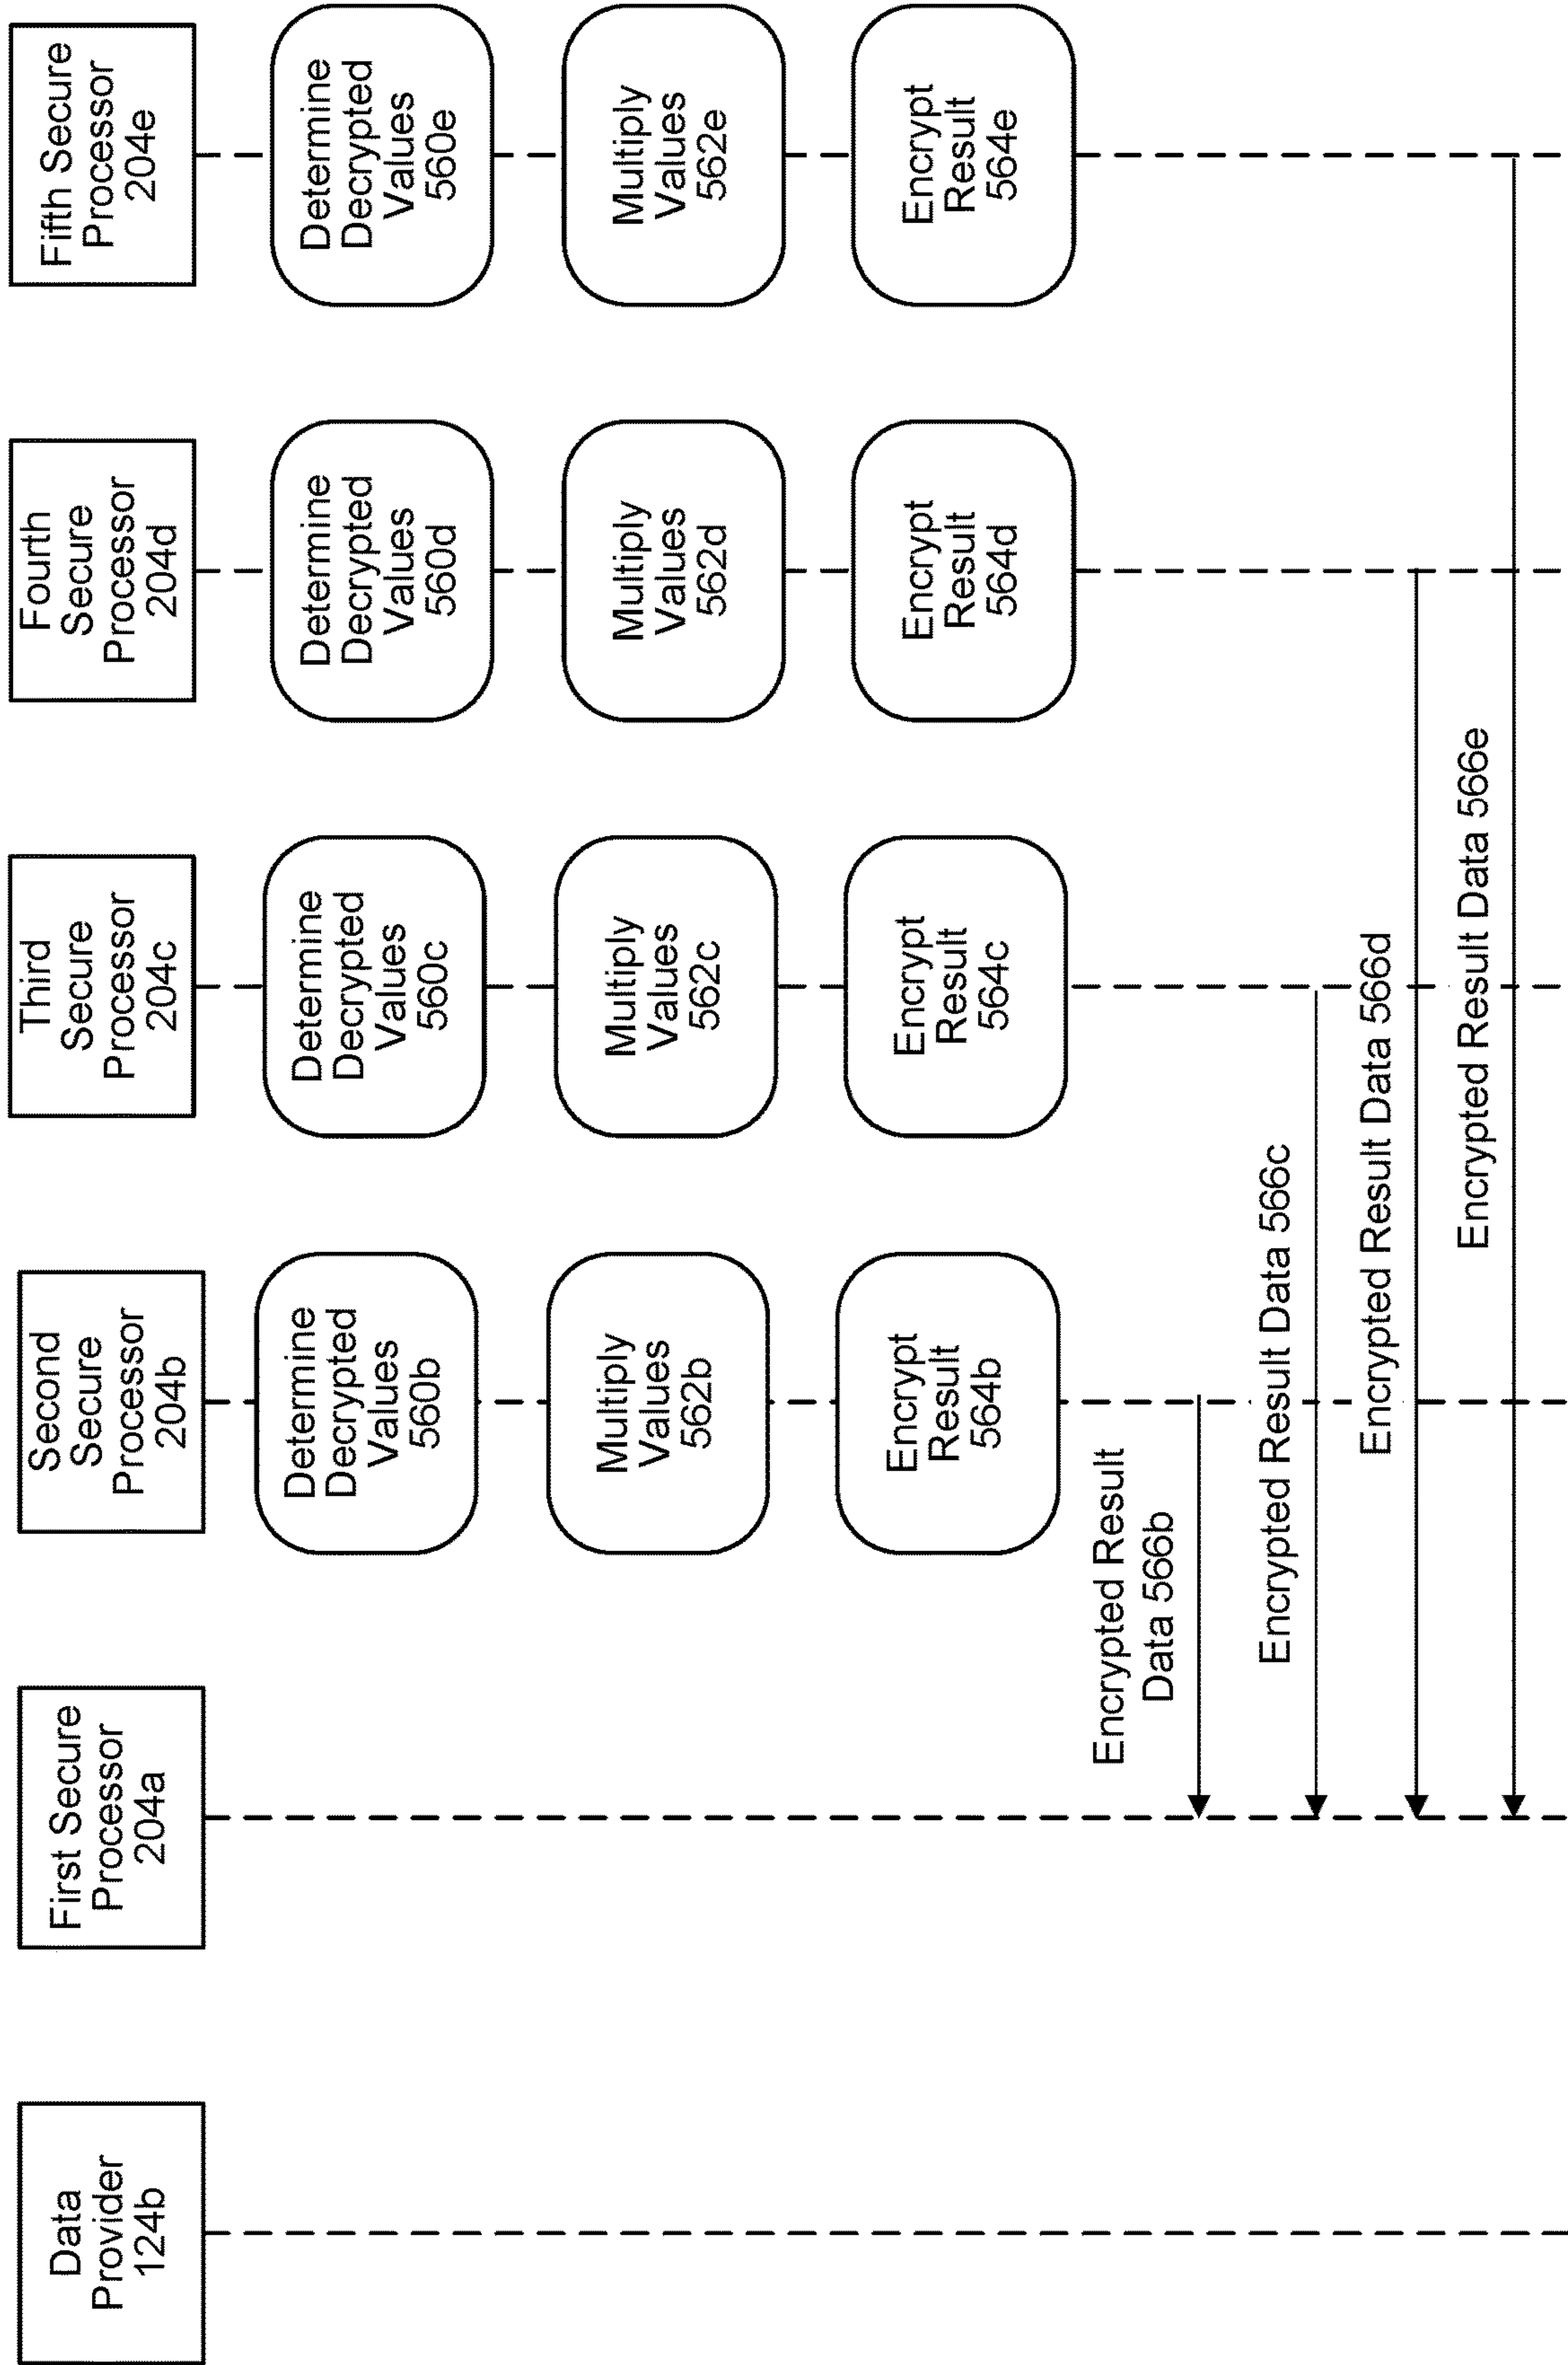 Data
Provider
124b
First Secure
Processor
204a
Second
Secure
Processor
204b
Third
Secure
Processor
204c
Fourth
Secure
Processor
204d
Fifth Secure
Processor
204e
Determine
Decrypted
Values
560b
Determine
Decrypted
Values
560c
Determine
Decrypted
Values
560d
Determine
Decrypted
Values
560e
Multiply
Values
562b
Multiply
Values
562c
Multiply
Values
562d
Multiply
Values
562e
Encrypt
Result
564b
Encrypt
Result
564c
Encrypt
Result
564d
Encrypt
Result
564e
Encrypted Result
Data 566b
Encrypted Result Data 566c
Encrypted Result Data 566d
Encrypted Result Data 566e